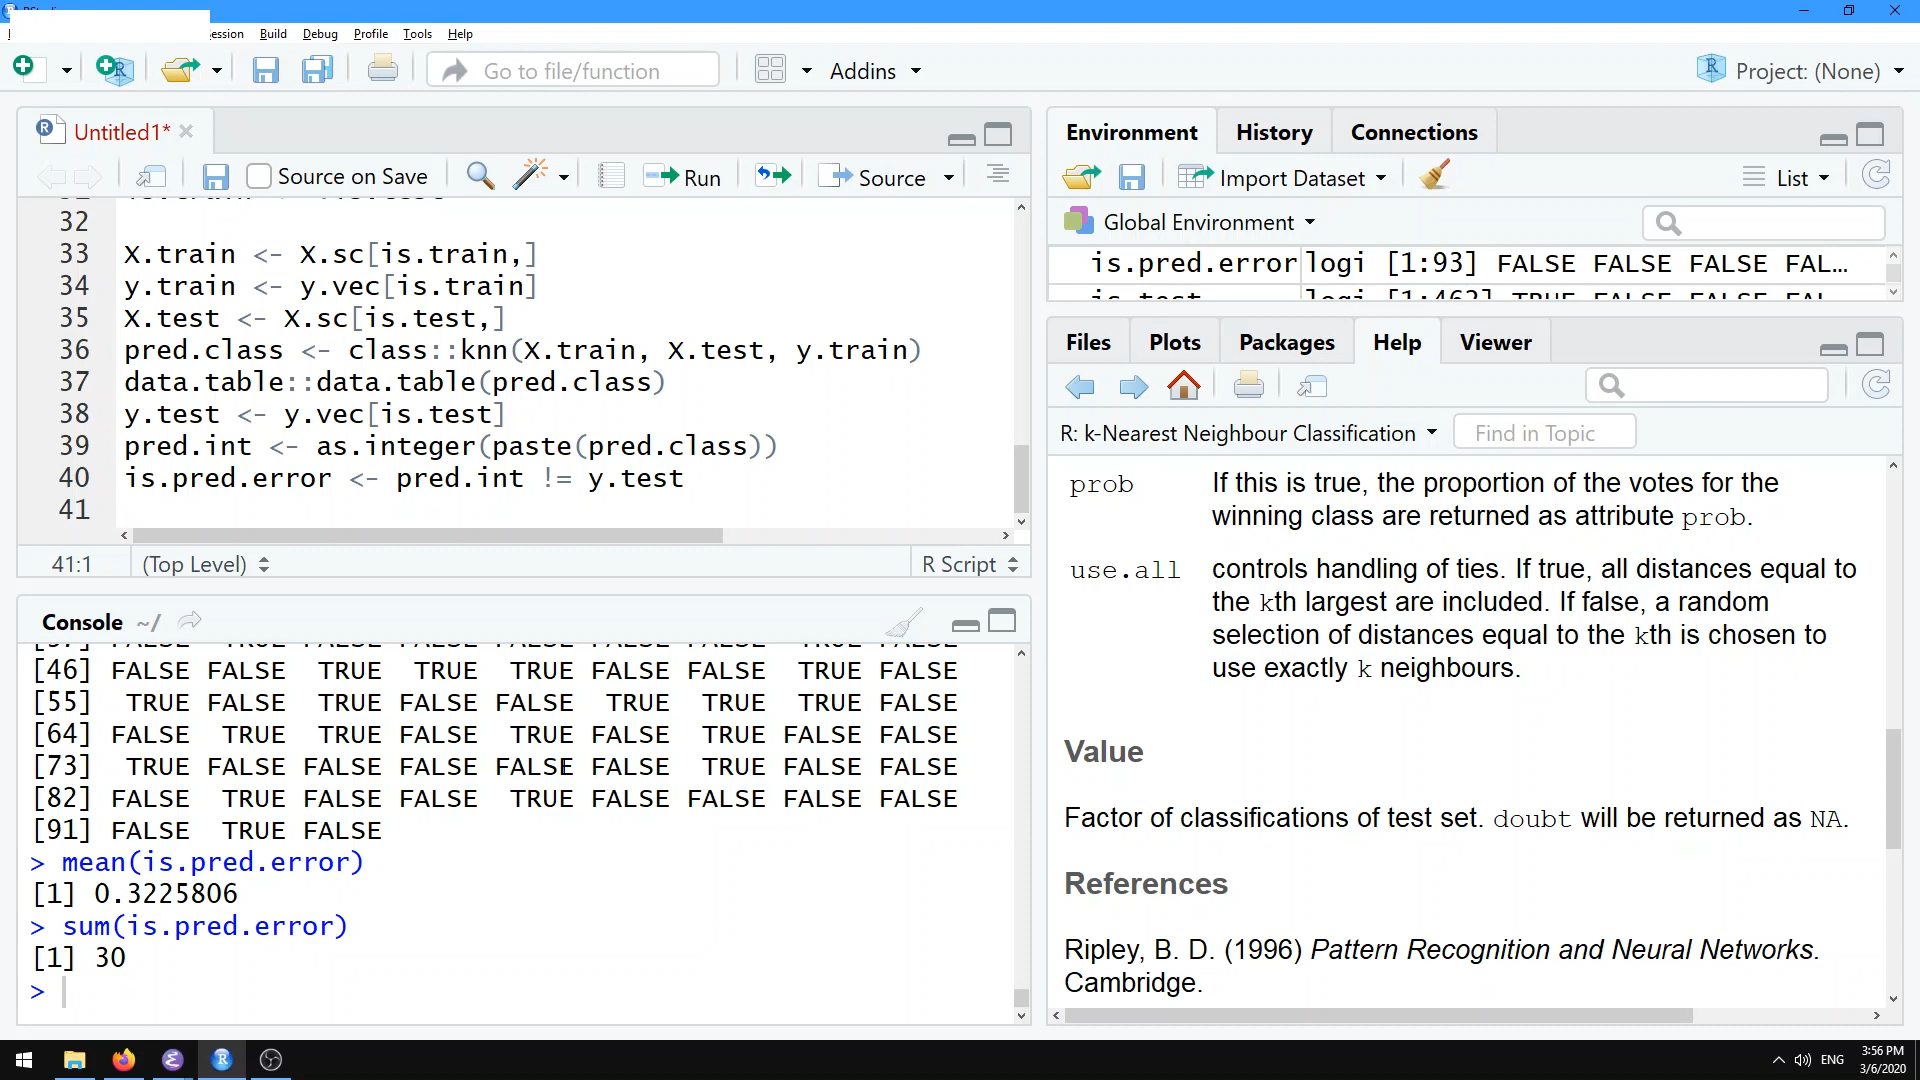 ession Build Debug Profile Tools Help
Go to file/function Addins Project: (None)
Untitled1*
Source on Save Run Source
32
33 X.train <- X.sc[is.train,]
34 y.train <- y.vec[is.train]
35 X.test <- X.sc[is.test,]
36 pred.class <- class::knn(X.train, X.test, y.train)
37 data.table::data.table(pred.class)
38 y.test <- y.vec[is.test]
39 pred.int <- as.integer(paste(pred.class))
40 is.pred.error <- pred.int != y.test
41
41:1 (Top Level) R Script
Console ~/
[46] FALSE FALSE TRUE TRUE TRUE FALSE FALSE TRUE FALSE
[55] TRUE FALSE TRUE FALSE FALSE TRUE TRUE TRUE FALSE
[64] FALSE TRUE TRUE FALSE TRUE FALSE TRUE FALSE FALSE
[73] TRUE FALSE FALSE FALSE FALSE FALSE TRUE FALSE FALSE
[82] FALSE TRUE FALSE FALSE TRUE FALSE FALSE FALSE FALSE
[91] FALSE TRUE FALSE
> mean(is.pred.error)
[1] 0.3225806
> sum(is.pred.error)
[1] 30
>
Environment History Connections
Import Dataset List
Global Environment
is.pred.error logi [1:93] FALSE FALSE FALSE FAL…
Files Plots Packages Help Viewer
R: k-Nearest Neighbour Classification Find in Topic
prob If this is true, the proportion of the votes for the
winning class are returned as attribute prob.
use.all controls handling of ties. If true, all distances equal to
the kth largest are included. If false, a random
selection of distances equal to the kth is chosen to
use exactly k neighbours.
Value
Factor of classifications of test set. doubt will be returned as NA.
References
Ripley, B. D. (1996) Pattern Recognition and Neural Networks.
Cambridge.
ENG
3:56 PM
3/6/2020